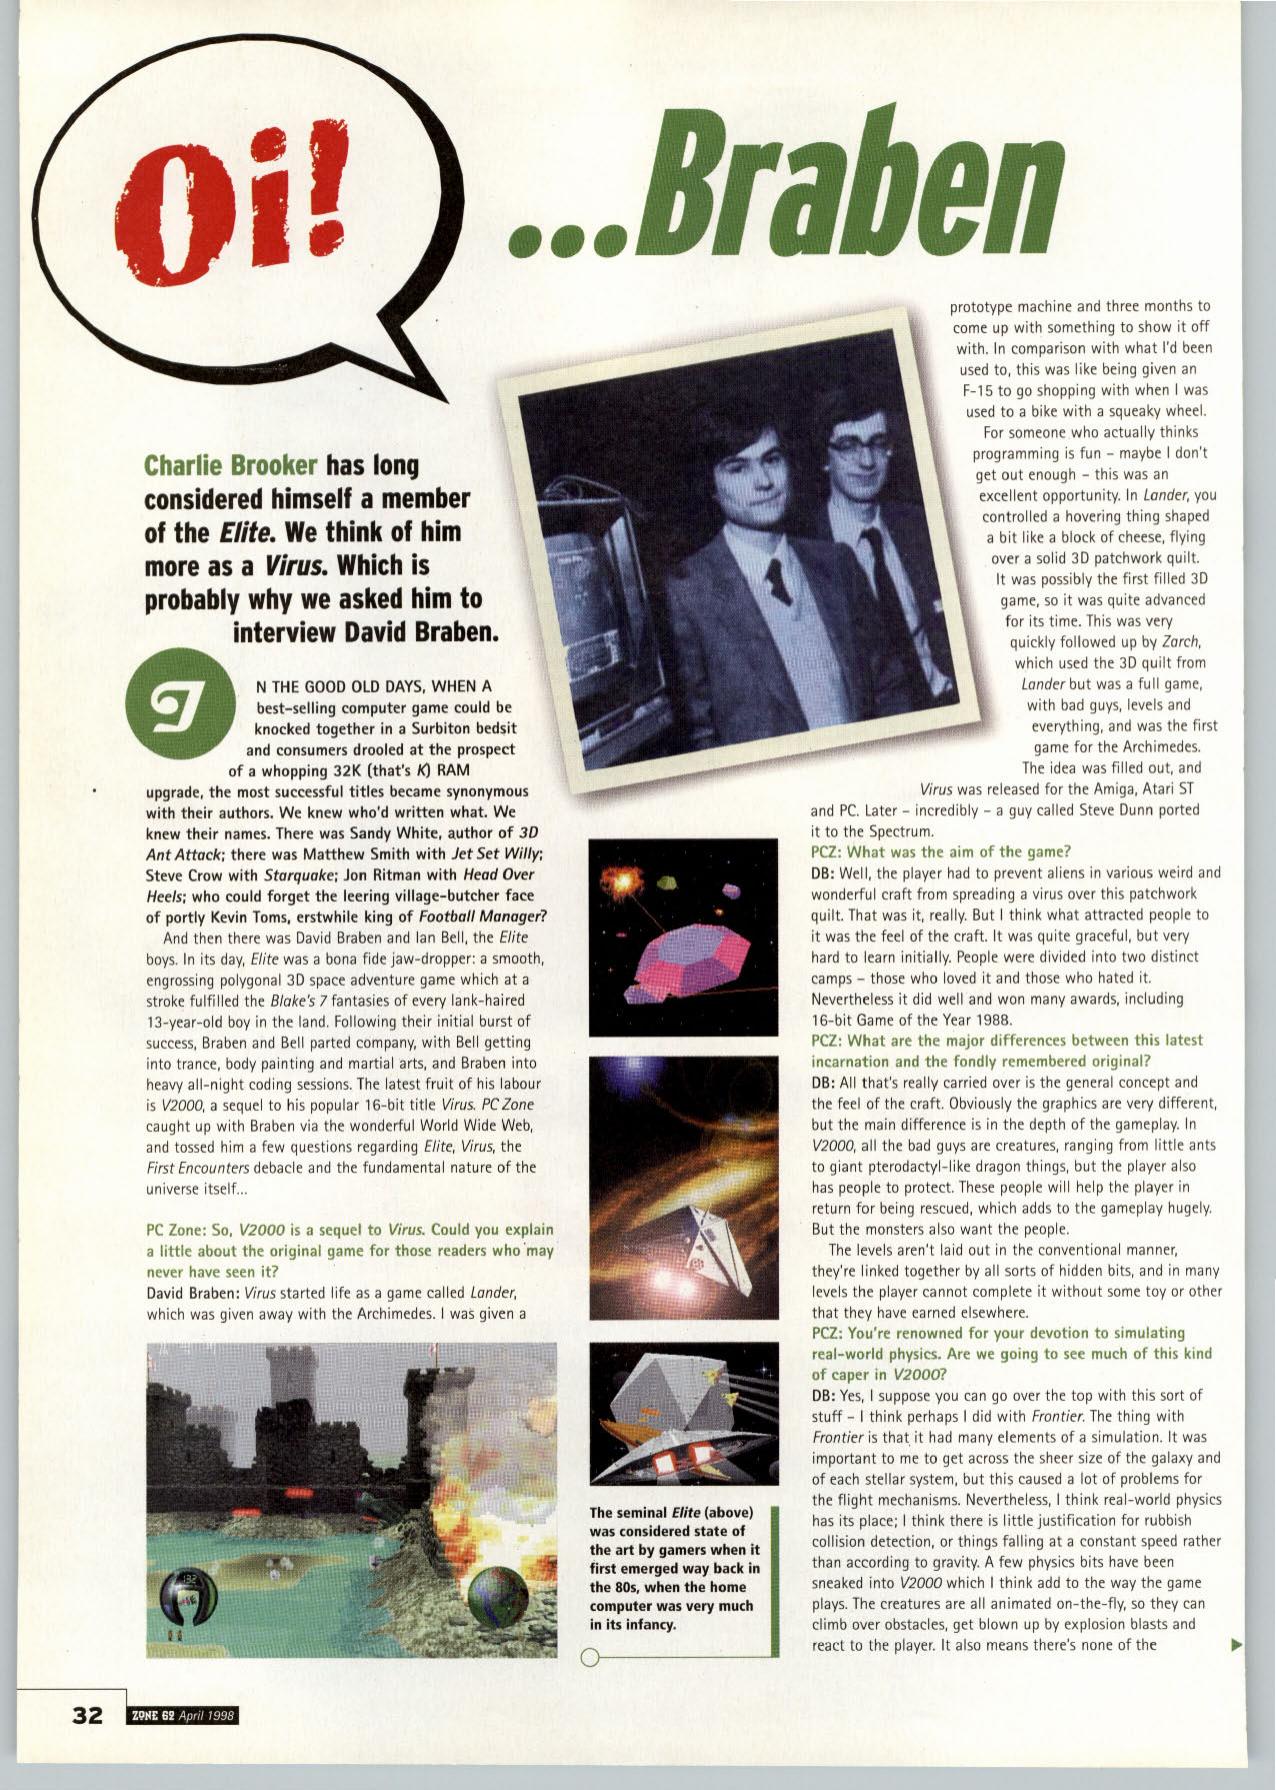 Oi!
...Braben
Charlie Brooker has long
considered himself a member
of the Elite. We think of him
more as a Virus. Which is
probably why we asked him to
interview David Braben.
I
N THE GOOD OLD DAYS, WHEN A
best-selling computer game could be
knocked together in a Surbiton bedsit
and consumers drooled at the prospect
of a whopping 32K (that's K) RAM
upgrade, the most successful titles became synonymous
with their authors. We knew who'd written what. We
knew their names. There was Sandy White, author of 3D
Ant Attack; there was Matthew Smith with Jet Set Willy;
Steve Crow with Starquake; Jon Ritman with Head Over
Heels; who could forget the leering village-butcher face
of portly Kevin Toms, erstwhile king of Football Manager?
And then there was David Braben and Ian Bell, the Elite
boys. In its day, Elite was a bona fide jaw-dropper: a smooth,
engrossing polygonal 3D space adventure game which at a
stroke fulfilled the Blake's 7 fantasies of every lank-haired
13-year-old boy in the land. Following their initial burst of
success, Braben and Bell parted company, with Bell getting
into trance, body painting and martial arts, and Braben into
heavy all-night coding sessions. The latest fruit of his labour
is V2000, a sequel to his popular 16-bit title Virus. PC Zone
caught up with Braben via the wonderful World Wide Web,
and tossed him a few questions regarding Elite, Virus, the
First Encounters debacle and the fundamental nature of the
universe itself...
PC Zone: So, V2000 is a sequel to Virus. Could you explain
a little about the original game for those readers who may
never have seen it?
David Braben: Virus started life as a game called Lander,
which was given away with the Archimedes. I was given a
prototype machine and three months to
come up with something to show it off
with. In comparison with what I'd been
used to, this was like being given an
F-15 to go shopping with when I was
used to a bike with a squeaky wheel.
For someone who actually thinks
programming is fun – maybe I don't
get out enough – this was an
excellent opportunity. In Lander, you
controlled a hovering thing shaped
a bit like a block of cheese, flying
over a solid 3D patchwork quilt.
It was possibly the first filled 3D
game, so it was quite advanced
for its time. This was very
quickly followed up by Zarch,
which used the 3D quilt from
Lander but was a full game,
with bad guys, levels and
everything, and was the first
game for the Archimedes.
The idea was filled out, and
Virus was released for the Amiga, Atari ST
and PC. Later – incredibly – a guy called Steve Dunn ported
it to the Spectrum.
PCZ: What was the aim of the game?
DB: Well, the player had to prevent aliens in various weird and
wonderful craft from spreading a virus over this patchwork
quilt. That was it, really. But I think what attracted people to
it was the feel of the craft. It was quite graceful, but very
hard to learn initially. People were divided into two distinct
camps – those who loved it and those who hated it.
Nevertheless it did well and won many awards, including
16-bit Game of the Year 1988.
PCZ: What are the major differences between this latest
incarnation and the fondly remembered original?
DB: All that's really carried over is the general concept and
the feel of the craft. Obviously the graphics are very different,
but the main difference is in the depth of the gameplay. In
V2000, all the bad guys are creatures, ranging from little ants
to giant pterodactyl-like dragon things, but the player also
has people to protect. These people will help the player in
return for being rescued, which adds to the gameplay hugely.
But the monsters also want the people.
The levels aren't laid out in the conventional manner,
they're linked together by all sorts of hidden bits, and in many
levels the player cannot complete it without some toy or other
that they have earned elsewhere.
PCZ: You're renowned for your devotion to simulating
real-world physics. Are we going to see much of this kind
of caper in V2000?
DB: Yes, I suppose you can go over the top with this sort of
stuff – I think perhaps I did with Frontier. The thing with
Frontier is that it had many elements of a simulation. It was
important to me to get across the sheer size of the galaxy and
of each stellar system, but this caused a lot of problems for
the flight mechanisms. Nevertheless, I think real-world physics
has its place; I think there is little justification for rubbish
collision detection, or things falling at a constant speed rather
than according to gravity. A few physics bits have been
sneaked into V2000 which I think add to the way the game
plays. The creatures are all animated on-the-fly, so they can
climb over obstacles, get blown up by explosion blasts and
react to the player. It also means there's none of the
The seminal Elite (above)
was considered state of
the art by gamers when it
first emerged way back in
the 80s, when the home
computer was very much
in its infancy.
132
32
ZONE 62 April 1998